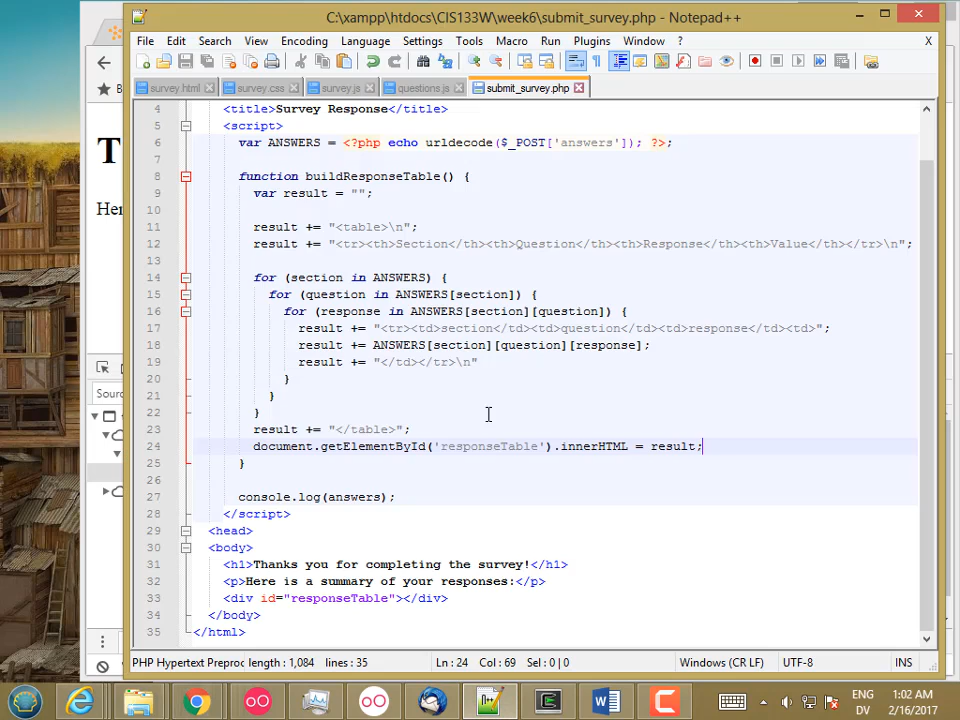 C:\xampp\htdocs\CIS133W\week6\submit_survey.php - Notepad++
File Edit Search View Encoding Language Settings Tools Macro Run Plugins Window ? X
survey.html survey.css survey.js questions.js submit_survey.php
4 <title>Survey Response</title>
5 <script>
6 var ANSWERS = <?php echo urldecode($_POST['answers']); ?>;
7
8 function buildResponseTable() {
9 var result = "";
10
11 result += "<table>\n";
12 result += "<tr><th>Section</th><th>Question</th><th>Response</th><th>Value</th></tr>\n";
13
14 for (section in ANSWERS) {
15 for (question in ANSWERS[section]) {
16 for (response in ANSWERS[section][question]) {
17 result += "<tr><td>section</td><td>question</td><td>response</td><td>";
18 result += ANSWERS[section][question][response];
19 result += "</td></tr>\n"
20 }
21 }
22 }
23 result += "</table>";
24 document.getElementById('responseTable').innerHTML = result;
25 }
26
27 console.log(answers);
28 </script>
29 <head>
30 <body>
31 <h1>Thanks you for completing the survey!</h1>
32 <p>Here is a summary of your responses:</p>
33 <div id="responseTable"></div>
34 </body>
35 </html>
PHP Hypertext Preproc length : 1,084 lines : 35 Ln : 24 Col : 69 Sel : 0 | 0 Windows (CR LF) UTF-8 INS
ENG 1:02 AM
DV 2/16/2017